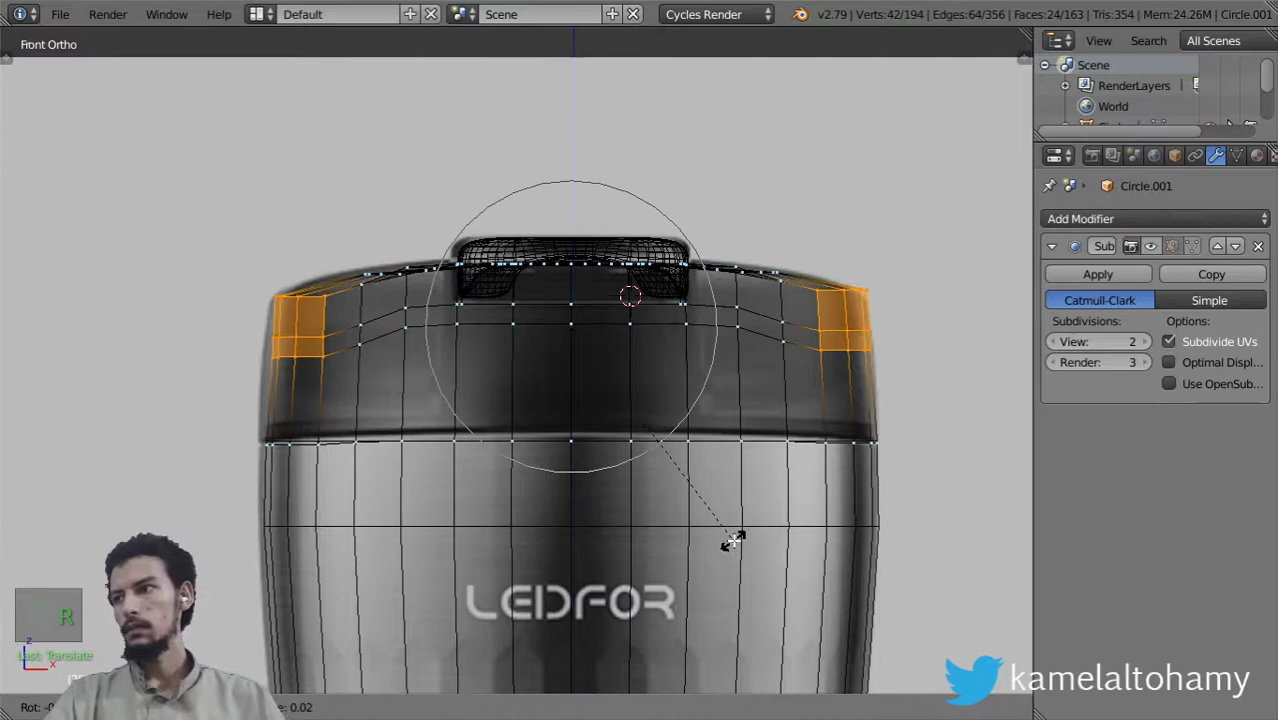 File Render Window Help Default Scene Cycles Render v2.79 | Verts:42/194 | Edges:64/356 | Faces:24/163 | Tris:354 | Mem:24.26M | Circle.001
Front Ortho
View Search All Scenes
Scene
RenderLayers
World
Circle.001
Add Modifier
Sub
Apply Copy
Catmull-Clark Simple
Subdivisions: Options:
View: 2 Subdivide UVs
Render: 3 Optimal Displ...
Use OpenSub...
LEIDFOR
R
Last: Translate
z
x
kamelaltohamy